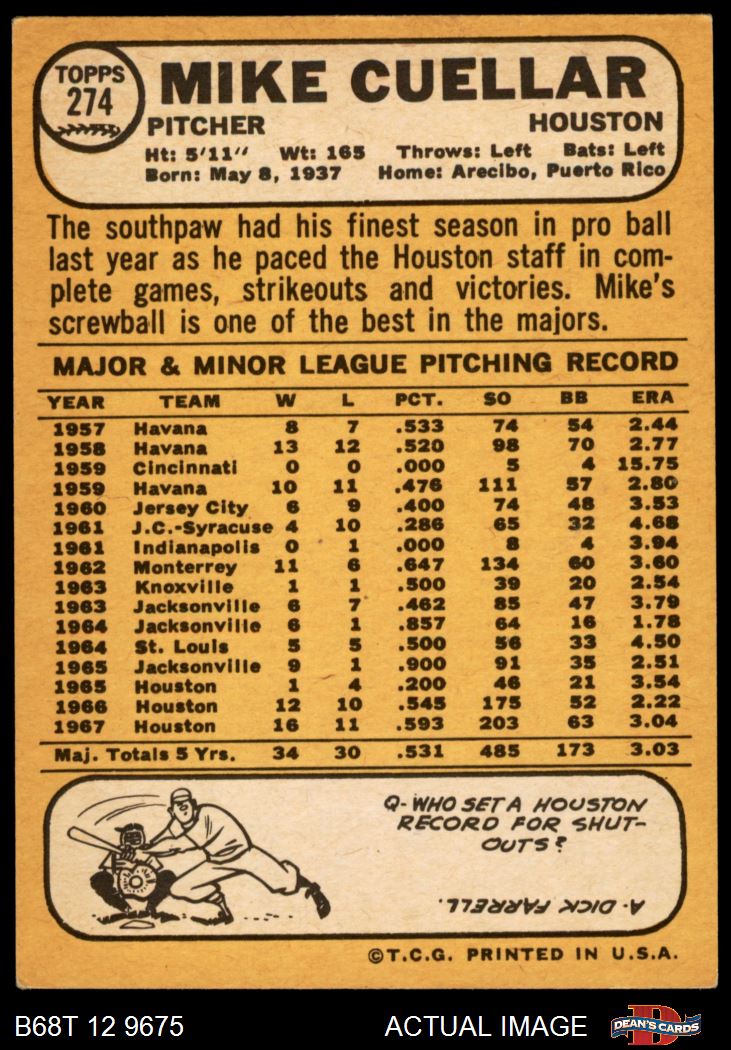 TOPPS
274
MIKE CUELLAR
PITCHER HOUSTON
Ht: 5'11" Wt: 165 Throws: Left Bats: Left
Born: May 8, 1937 Home: Arecibo, Puerto Rico
The southpaw had his finest season in pro ball
last year as he paced the Houston staff in com-
plete games, strikeouts and victories. Mike's
screwball is one of the best in the majors.
MAJOR & MINOR LEAGUE PITCHING RECORD
YEAR TEAM W L PCT. SO BB ERA
1957 Havana 8 7 .533 74 54 2.44
1958 Havana 13 12 .520 98 70 2.77
1959 Cincinnati 0 0 .000 5 4 15.75
1959 Havana 10 11 .476 111 57 2.80
1960 Jersey City 6 9 .400 74 48 3.53
1961 J.C.-Syracuse 4 10 .286 65 32 4.68
1961 Indianapolis 0 1 .000 8 4 3.94
1962 Monterrey 11 6 .647 134 60 3.60
1963 Knoxville 1 1 .500 39 20 2.54
1963 Jacksonville 6 7 .462 85 47 3.79
1964 Jacksonville 6 1 .857 64 16 1.78
1964 St. Louis 5 5 .500 56 33 4.50
1965 Jacksonville 9 1 .900 91 35 2.51
1965 Houston 1 4 .200 46 21 3.54
1966 Houston 12 10 .545 175 52 2.22
1967 Houston 16 11 .593 203 63 3.04
Maj. Totals 5 Yrs. 34 30 .531 485 173 3.03
Q- WHO SET A HOUSTON
RECORD FOR SHUT-
OUTS?
A- DICK FARRELL.
©T.C.G. PRINTED IN U.S.A.
B68T 12 9675 ACTUAL IMAGE
D
DEAN'S CARDS